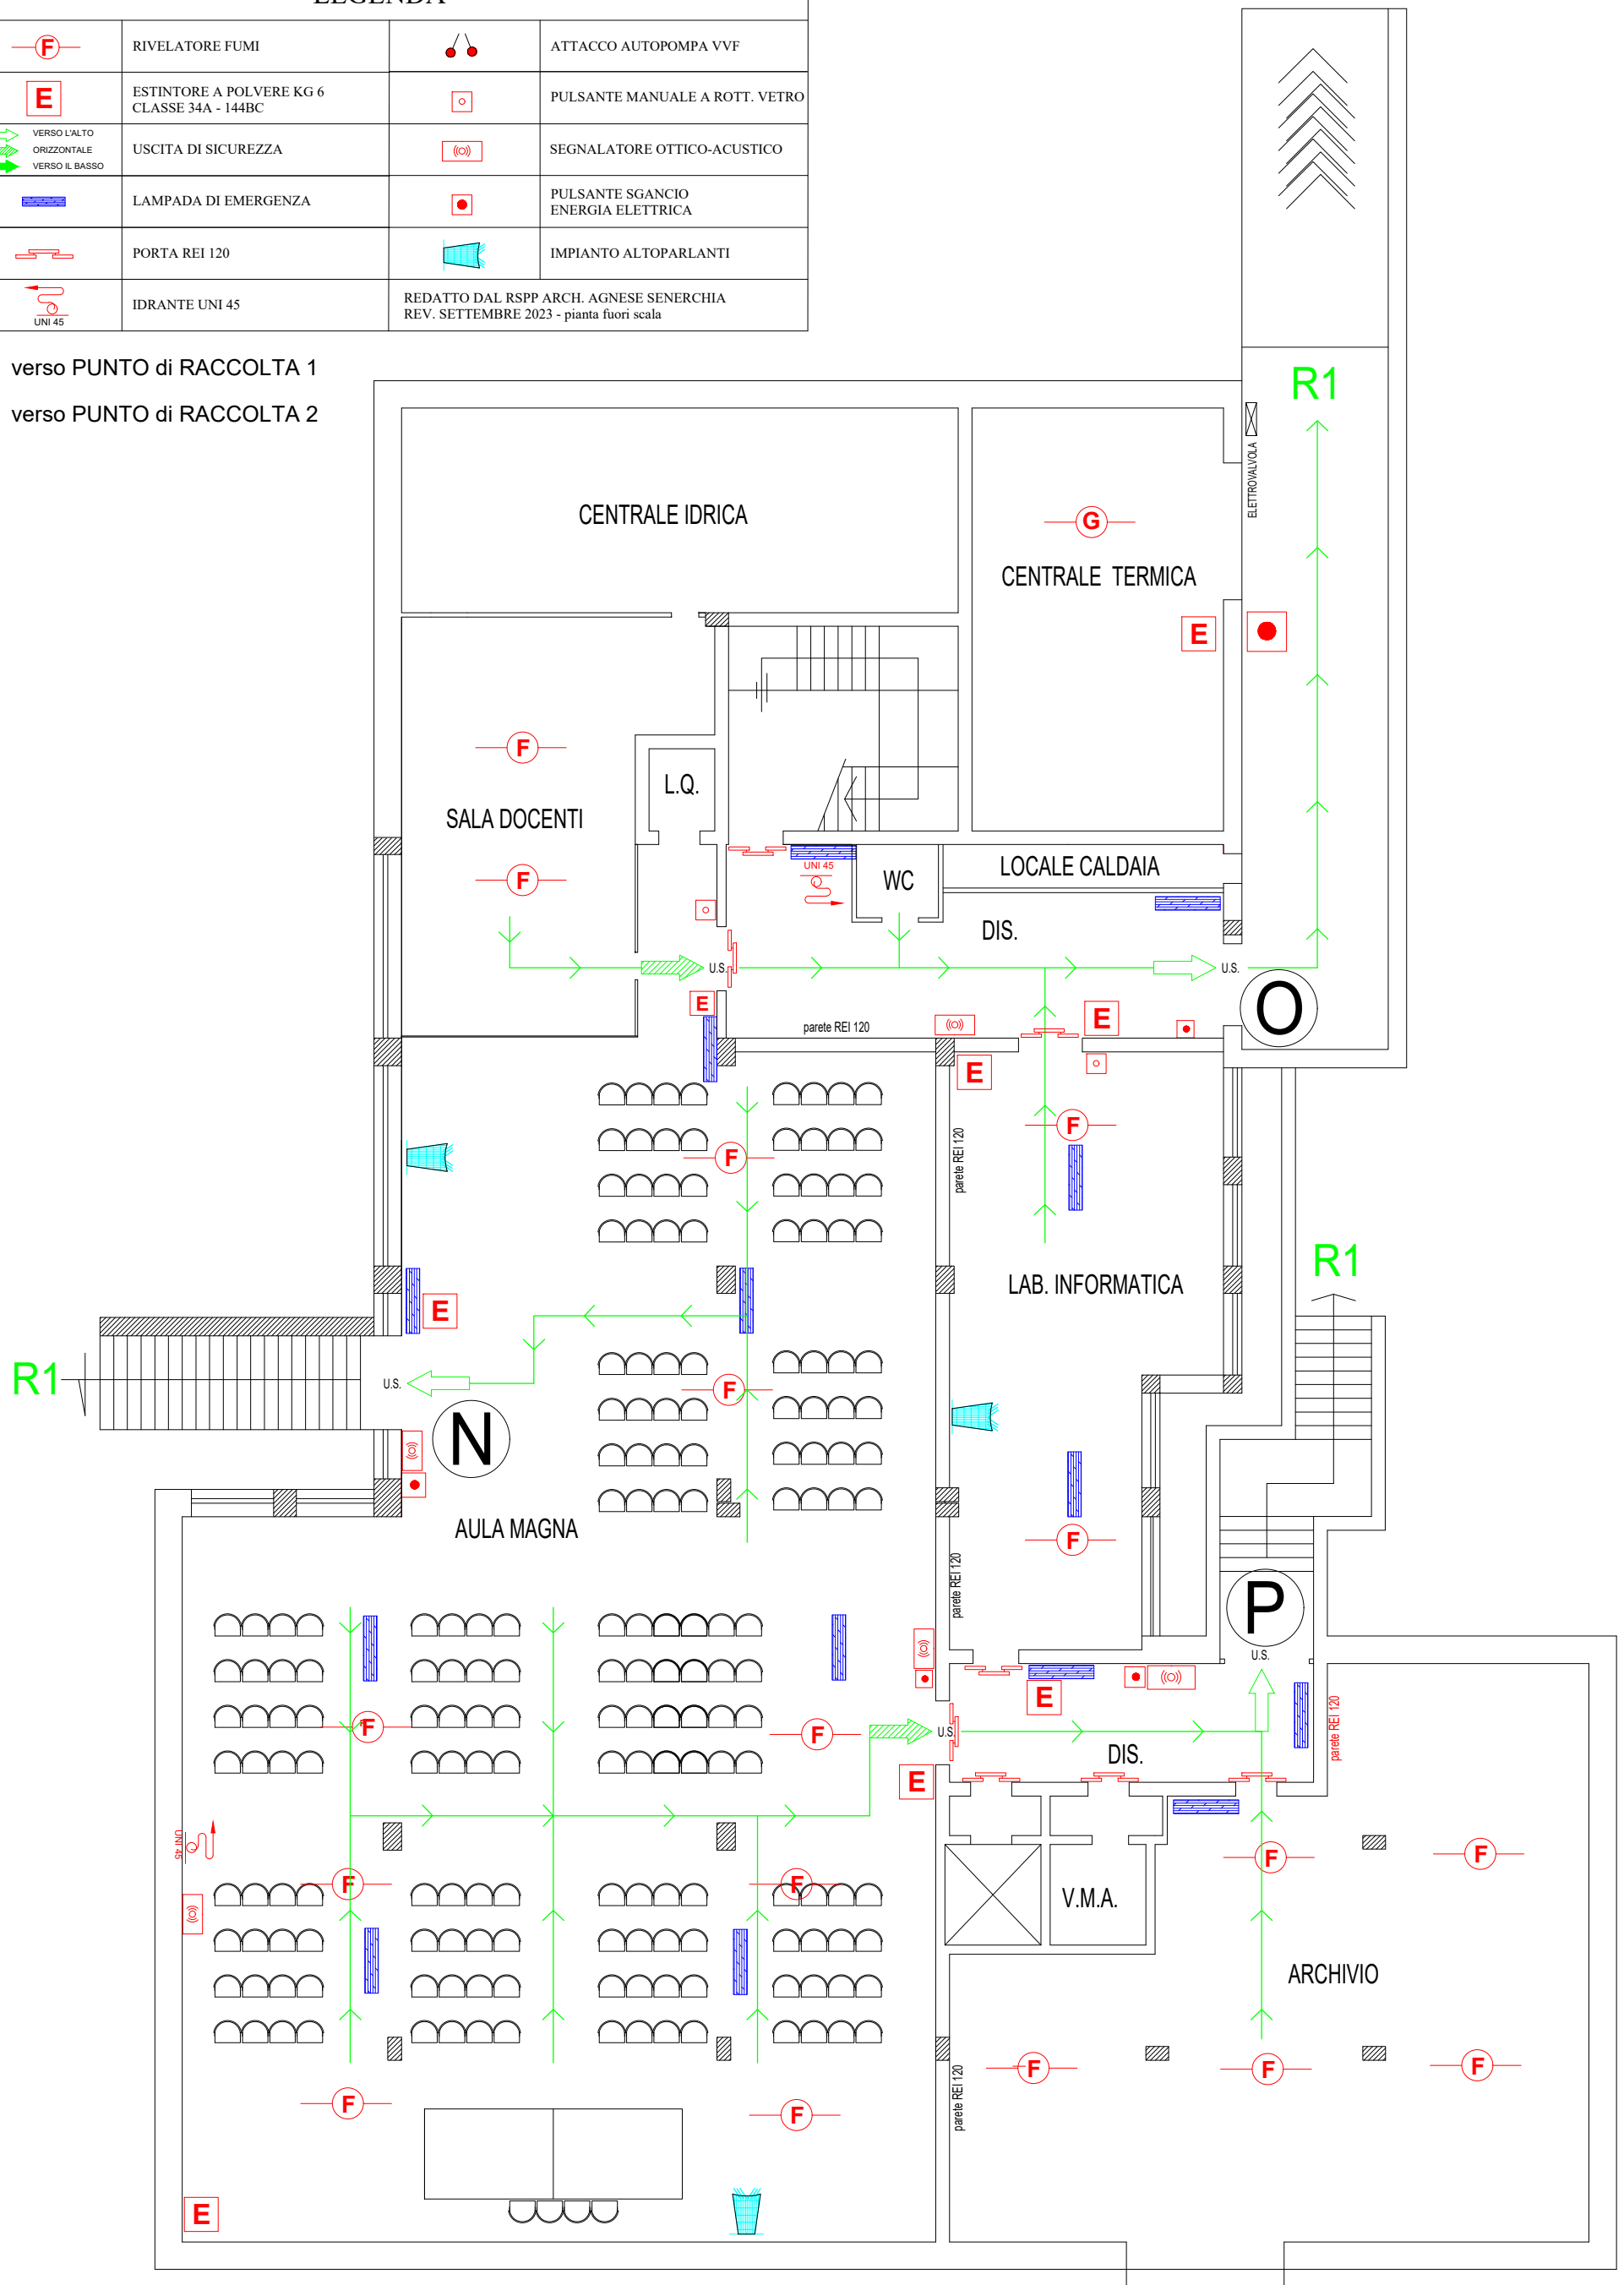 LEGENDA
F
RIVELATORE FUMI
ATTACCO AUTOPOMPA VVF
E
ESTINTORE A POLVERE KG 6
CLASSE 34A - 144BC
PULSANTE MANUALE A ROTT. VETRO
VERSO L'ALTO
ORIZZONTALE
VERSO IL BASSO
USCITA DI SICUREZZA
((o))
SEGNALATORE OTTICO-ACUSTICO
LAMPADA DI EMERGENZA
PULSANTE SGANCIO
ENERGIA ELETTRICA
PORTA REI 120
IMPIANTO ALTOPARLANTI
UNI 45
IDRANTE UNI 45
REDATTO DAL RSPP ARCH. AGNESE SENERCHIA
REV. SETTEMBRE 2023 - pianta fuori scala
verso PUNTO di RACCOLTA 1
verso PUNTO di RACCOLTA 2
R1
ELETTROVALVOLA
CENTRALE IDRICA
G
CENTRALE TERMICA
E
F
L.Q.
SALA DOCENTI
F
UNI 45
WC
LOCALE CALDAIA
DIS.
U.S.
U.S.
E
O
parete REI 120
((o))
E
E
F
parete REI 120
F
LAB. INFORMATICA
R1
E
R1
U.S.
F
N
((o))
AULA MAGNA
F
parete REI 120
P
U.S.
((o))
((o))
E
parete REI 120
F
F
U.S.
DIS.
E
UNI 45
F
F
F
F
((o))
V.M.A.
ARCHIVIO
F
F
F
parete REI 120
F
F
E